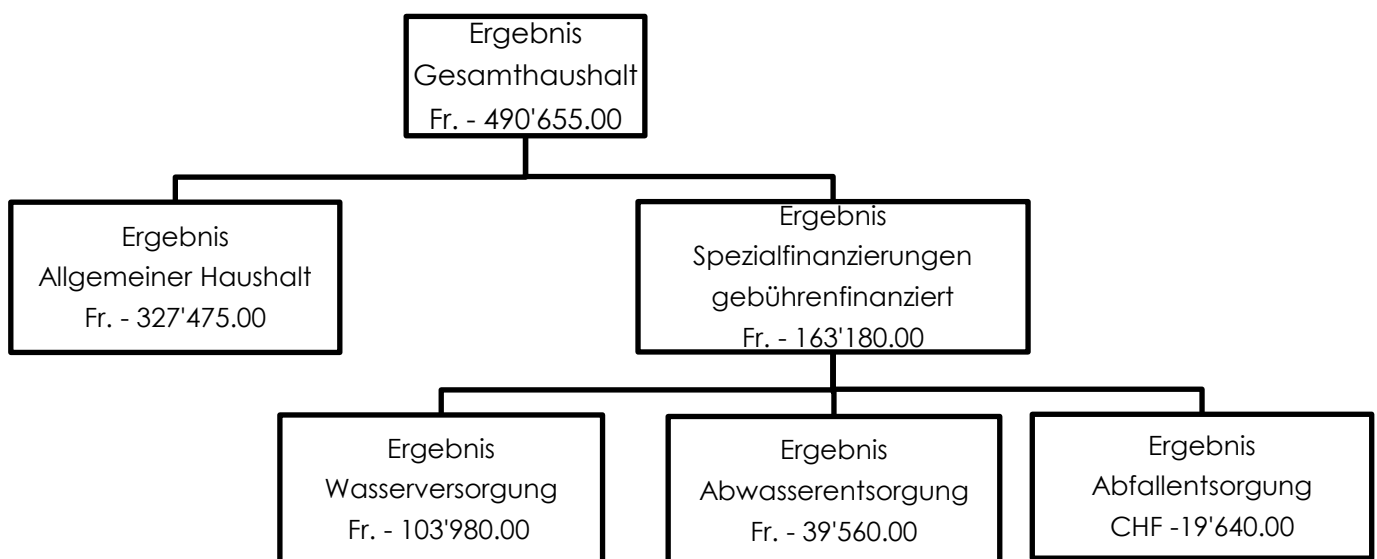 Ergebnis
Gesamthaushalt
Fr. - 490'655.00
Ergebnis
Allgemeiner Haushalt
Fr. - 327'475.00
Ergebnis
Spezialfinanzierungen
gebührenfinanziert
Fr. - 163'180.00
Ergebnis
Wasserversorgung
Fr. - 103'980.00
Ergebnis
Abwasserentsorgung
Fr. - 39'560.00
Ergebnis
Abfallentsorgung
CHF -19'640.00